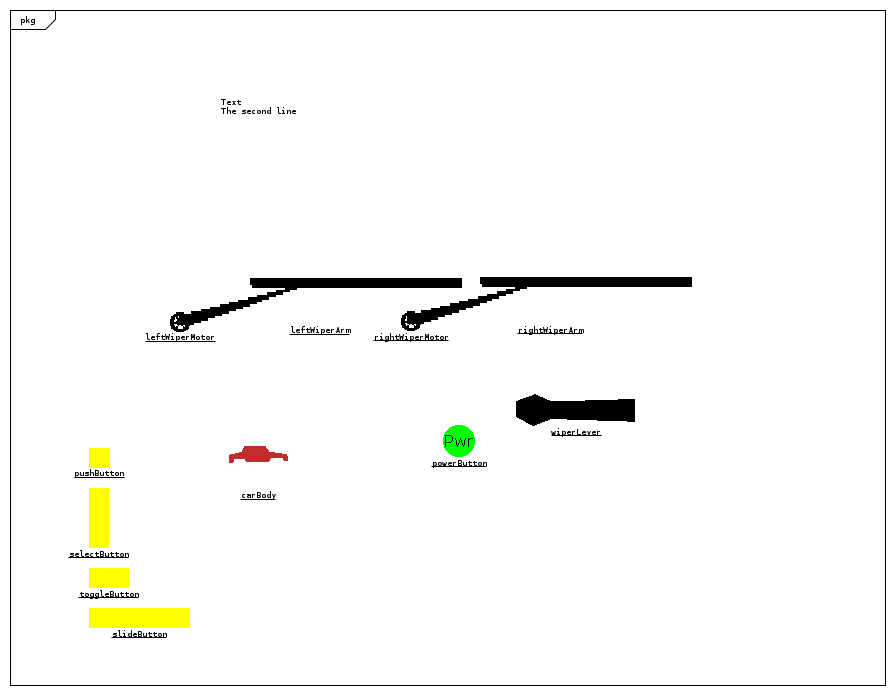 pkg
Text
The second line
leftWiperArm
rightWiperArm
leftWiperMotor
rightWiperMotor
wiperLever
Pwr
powerButton
pushButton
carBody
selectButton
toggleButton
slideButton